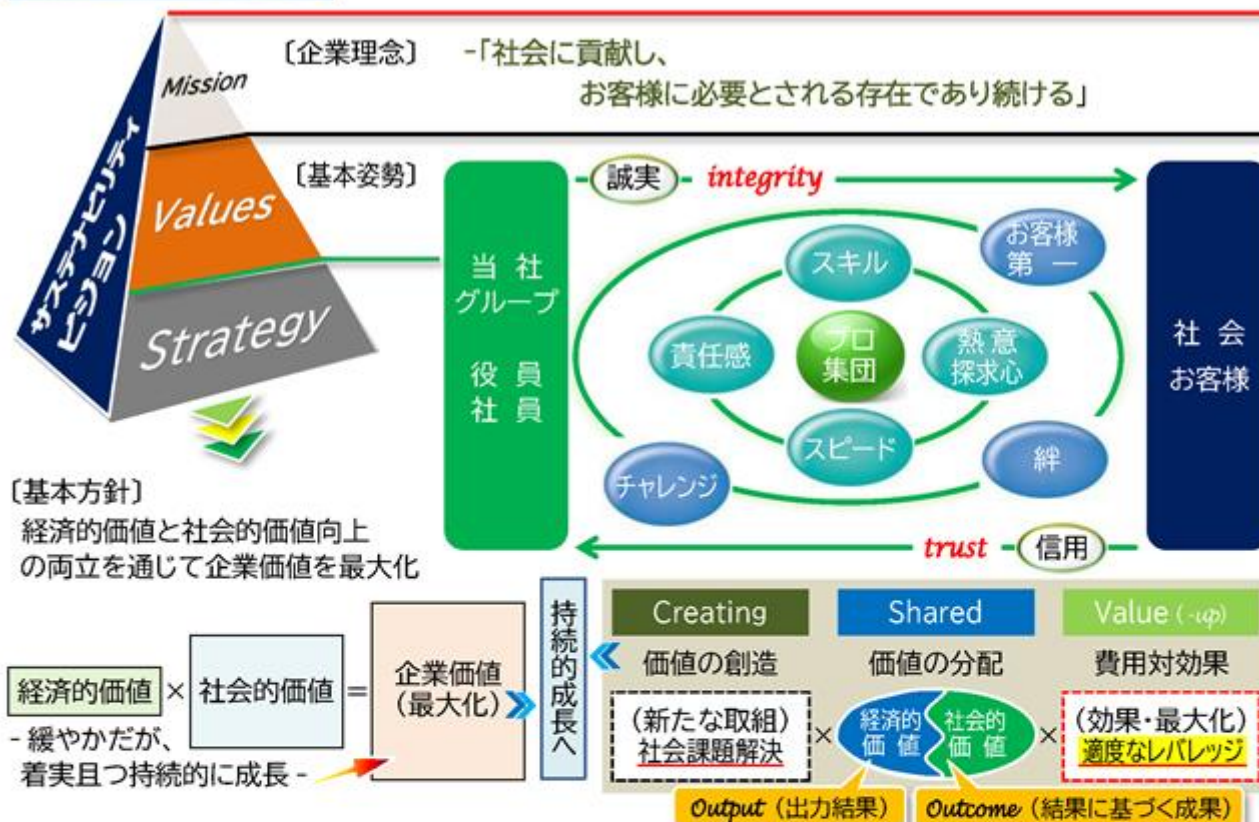 サステナビリティ
ビジョン
Mission
Values
Strategy
〔企業理念〕 -「社会に貢献し、
お客様に必要とされる存在であり続ける」
〔基本姿勢〕
誠実 integrity
当 社
グループ
役 員
社 員
スキル
お客様
第 一
責任感
プロ
集団
熱 意
探求心
スピード
チャレンジ
絆
社 会
お客様
trust 信用
〔基本方針〕
経済的価値と社会的価値向上
の両立を通じて企業価値を最大化
経済的価値 × 社会的価値 =
企業価値
(最大化)
- 緩やかだが、
着実且つ持続的に成長 -
持続的成長へ
Creating Shared Value (-up)
価値の創造 価値の分配 費用対効果
(新たな取組)
社会課題解決
×
経済的
価 値
社会的
価 値
×
(効果・最大化)
適度なレバレッジ
Output (出力結果) Outcome (結果に基づく成果)